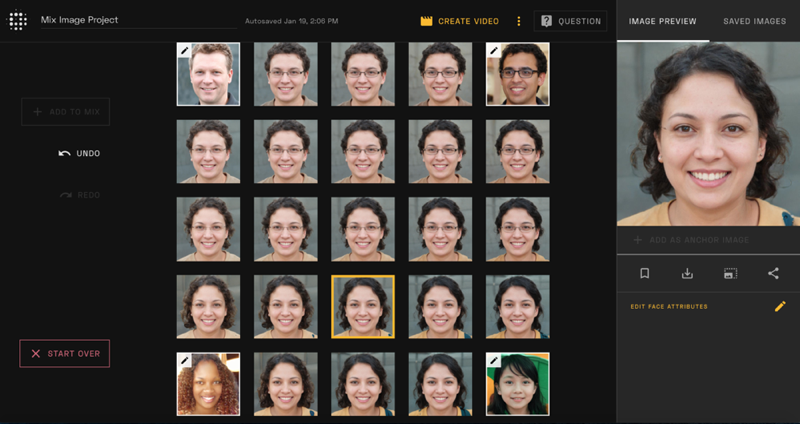 Mix Image Project
Autosaved Jan 19, 2:06 PM
CREATE VIDEO
QUESTION
IMAGE PREVIEW
SAVED IMAGES
ADD TO MIX
UNDO
REDO
START OVER
ADD AS ANCHOR IMAGE
EDIT FACE ATTRIBUTES